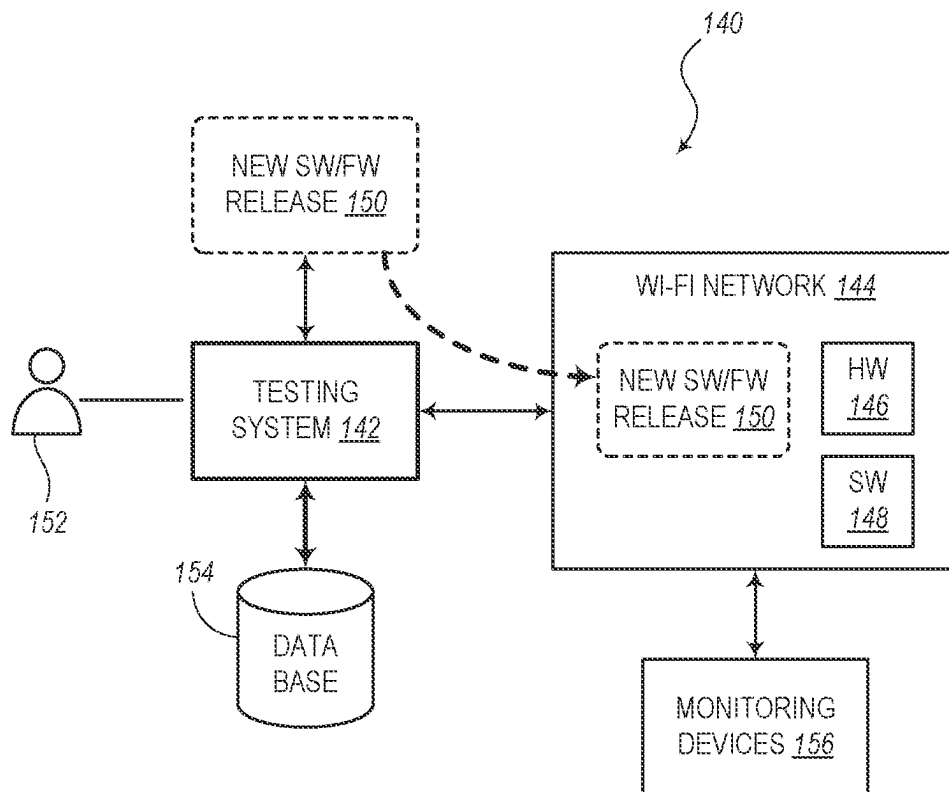 140
NEW SW/FW
RELEASE 150
WI-FI NETWORK 144
TESTING
SYSTEM 142
NEW SW/FW
RELEASE 150
HW
146
SW
148
152
154
DATA
BASE
MONITORING
DEVICES 156